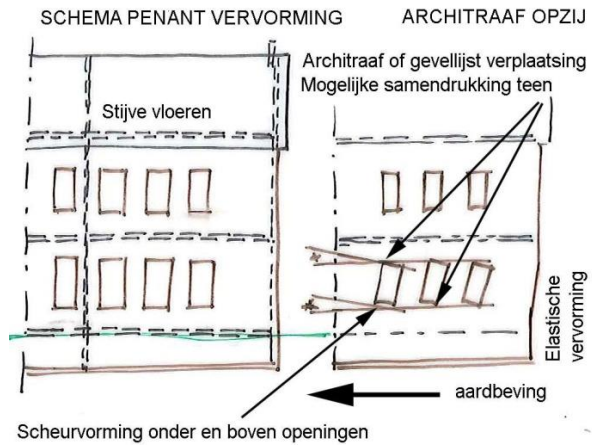 SCHEMA PENANT VERVORMING
ARCHITRAAF OPZIJ
Architraaf of gevellijst verplaatsing
Mogelijke samendrukking teen
Stijve vloeren
Elastische
vervorming
aardbeving
Scheurvorming onder en boven openingen